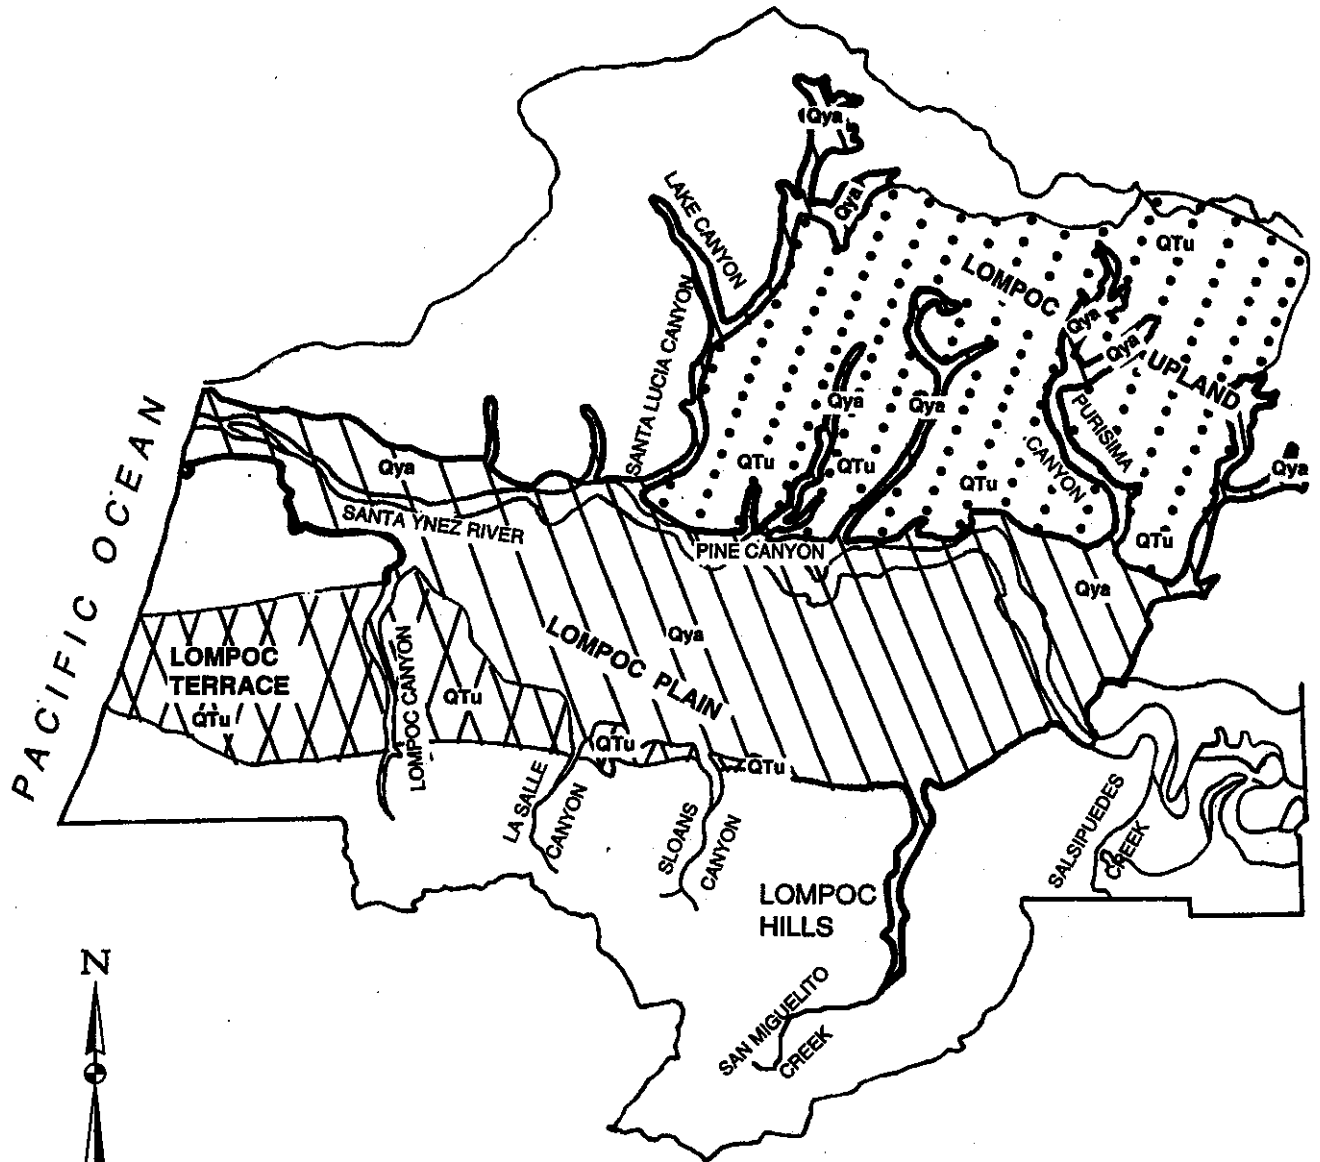 Qya
LAKE CANYON
Qya
QTu
LOMPOC
UPLAND
Qya
Qya
SANTA LUCIA CANYON
PACIFIC OCEAN
Qya
Qya
PURISIMA
CANYON
Qya
QTu
QTu
QTu
QTu
Qya
SANTA YNEZ RIVER
PINE CANYON
Qya
LOMPOC PLAIN
Qya
LOMPOC
TERRACE
QTu
LOMPOC CANYON
QTu
QTu
QTu
LA SALLE
CANYON
SLOANS
CANYON
SALSIPUEDES
CREEK
LOMPOC
HILLS
SAN MIGUELITO
CREEK
N